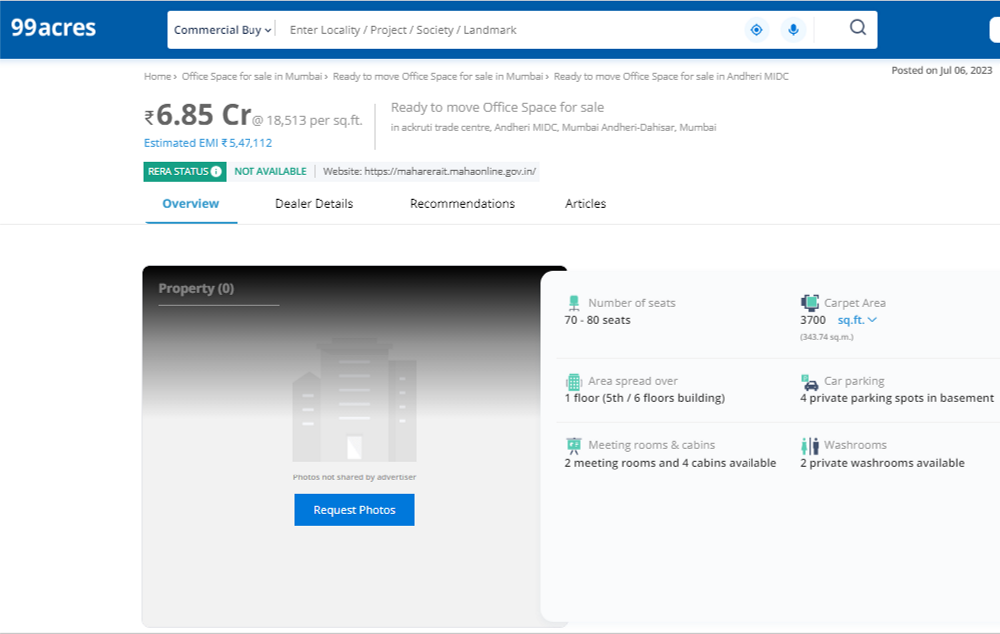 99acres
Commercial Buy
Enter Locality / Project / Society / Landmark
Home › Office Space for sale in Mumbai › Ready to move Office Space for sale in Mumbai › Ready to move Office Space for sale in Andheri MIDC
Posted on Jul 06, 2023
₹6.85 Cr @ 18,513 per sq.ft.
Estimated EMI ₹ 5,47,112
Ready to move Office Space for sale
in ackruti trade centre, Andheri MIDC, Mumbai Andheri-Dahisar, Mumbai
RERA STATUS i NOT AVAILABLE Website: https://maharerait.mahaonline.gov.in/
Overview Dealer Details Recommendations Articles
Property (0)
Photos not shared by advertiser
Request Photos
Number of seats
70 - 80 seats
Carpet Area
3700 sq.ft.
(343.74 sq.m.)
Area spread over
1 floor (5th / 6 floors building)
Car parking
4 private parking spots in basement
Meeting rooms & cabins
2 meeting rooms and 4 cabins available
Washrooms
2 private washrooms available